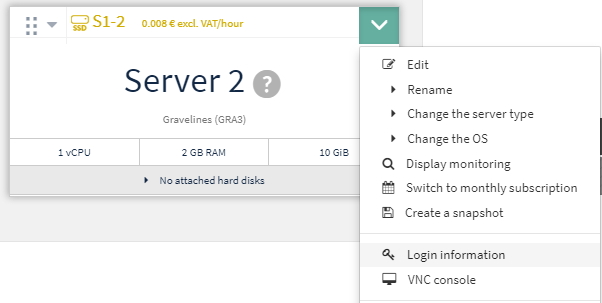 SSD S1-2 0.008 € excl. VAT/hour
Server 2 ?
Gravelines (GRA3)
1 vCPU 2 GB RAM 10 GiB
No attached hard disks
Edit
Rename
Change the server type
Change the OS
Display monitoring
Switch to monthly subscription
Create a snapshot
Login information
VNC console